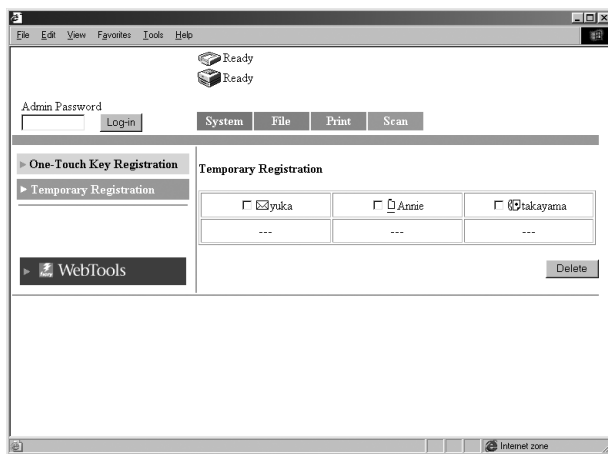 File Edit View Favorites Tools Help
Ready
Ready
Admin Password
Log-in
System File Print Scan
One-Touch Key Registration
Temporary Registration
Temporary Registration
yuka Annie takayama
--- --- ---
WebTools
Delete
Internet zone